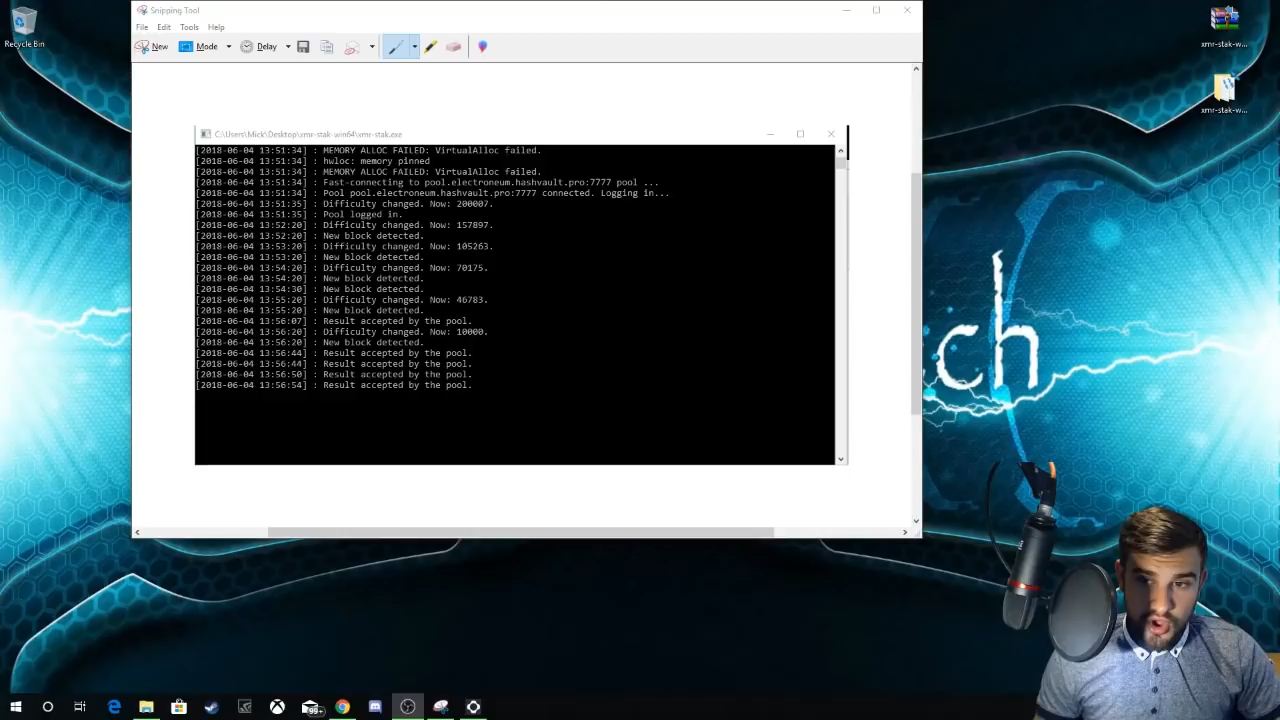 Snipping Tool
File Edit Tools Help
New Mode Delay
Recycle Bin
xmr-stak-w...
xmr-stak-w...
C:\Users\Mick\Desktop\xmr-stak-win64\xmr-stak.exe
[2018-06-04 13:51:34] : MEMORY ALLOC FAILED: VirtualAlloc failed.
[2018-06-04 13:51:34] : hwloc: memory pinned
[2018-06-04 13:51:34] : MEMORY ALLOC FAILED: VirtualAlloc failed.
[2018-06-04 13:51:34] : Fast-connecting to pool.electroneum.hashvault.pro:7777 pool ...
[2018-06-04 13:51:34] : Pool pool.electroneum.hashvault.pro:7777 connected. Logging in...
[2018-06-04 13:51:35] : Difficulty changed. Now: 200007.
[2018-06-04 13:51:35] : Pool logged in.
[2018-06-04 13:52:20] : Difficulty changed. Now: 157897.
[2018-06-04 13:52:20] : New block detected.
[2018-06-04 13:53:20] : Difficulty changed. Now: 105263.
[2018-06-04 13:53:20] : New block detected.
[2018-06-04 13:54:20] : Difficulty changed. Now: 70175.
[2018-06-04 13:54:20] : New block detected.
[2018-06-04 13:54:30] : New block detected.
[2018-06-04 13:55:20] : Difficulty changed. Now: 46783.
[2018-06-04 13:55:20] : New block detected.
[2018-06-04 13:56:07] : Result accepted by the pool.
[2018-06-04 13:56:20] : Difficulty changed. Now: 10000.
[2018-06-04 13:56:20] : New block detected.
[2018-06-04 13:56:44] : Result accepted by the pool.
[2018-06-04 13:56:44] : Result accepted by the pool.
[2018-06-04 13:56:50] : Result accepted by the pool.
[2018-06-04 13:56:54] : Result accepted by the pool.
ch
99+